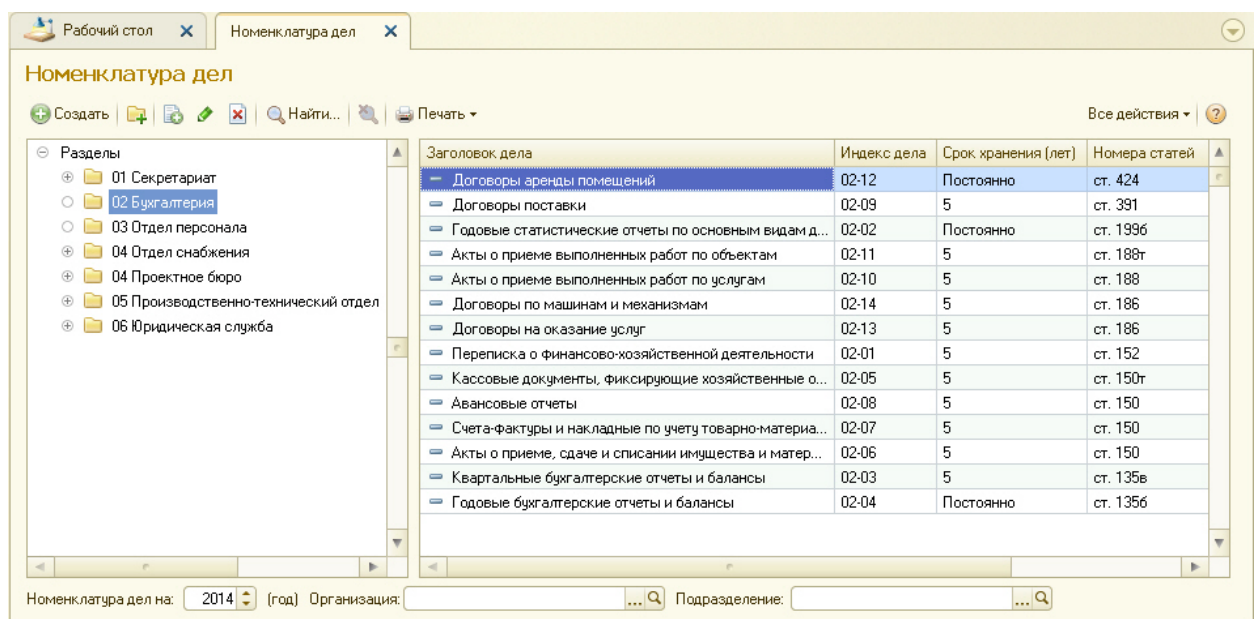 Рабочий стол Номенклатура дел
Номенклатура дел
Создать Найти... Печать Все действия
Разделы
01 Секретариат
02 Бухгалтерия
03 Отдел персонала
04 Отдел снабжения
04 Проектное бюро
05 Производственно-технический отдел
06 Юридическая служба
Заголовок дела Индекс дела Срок хранения (лет) Номера статей
Договоры аренды помещений 02-12 Постоянно ст. 424
Договоры поставки 02-09 5 ст. 391
Годовые статистические отчеты по основным видам д... 02-02 Постоянно ст. 199б
Акты о приеме выполненных работ по объектам 02-11 5 ст. 188т
Акты о приеме выполненных работ по услугам 02-10 5 ст. 188
Договоры по машинам и механизмам 02-14 5 ст. 186
Договоры на оказание услуг 02-13 5 ст. 186
Переписка о финансово-хозяйственной деятельности 02-01 5 ст. 152
Кассовые документы, фиксирующие хозяйственные о... 02-05 5 ст. 150т
Авансовые отчеты 02-08 5 ст. 150
Счета-фактуры и накладные по учету товарно-материа... 02-07 5 ст. 150
Акты о приеме, сдаче и списании имущества и матер... 02-06 5 ст. 150
Квартальные бухгалтерские отчеты и балансы 02-03 5 ст. 135в
Годовые бухгалтерские отчеты и балансы 02-04 Постоянно ст. 135б
Номенклатура дел на: 2014 (год) Организация: ... Подразделение: ...